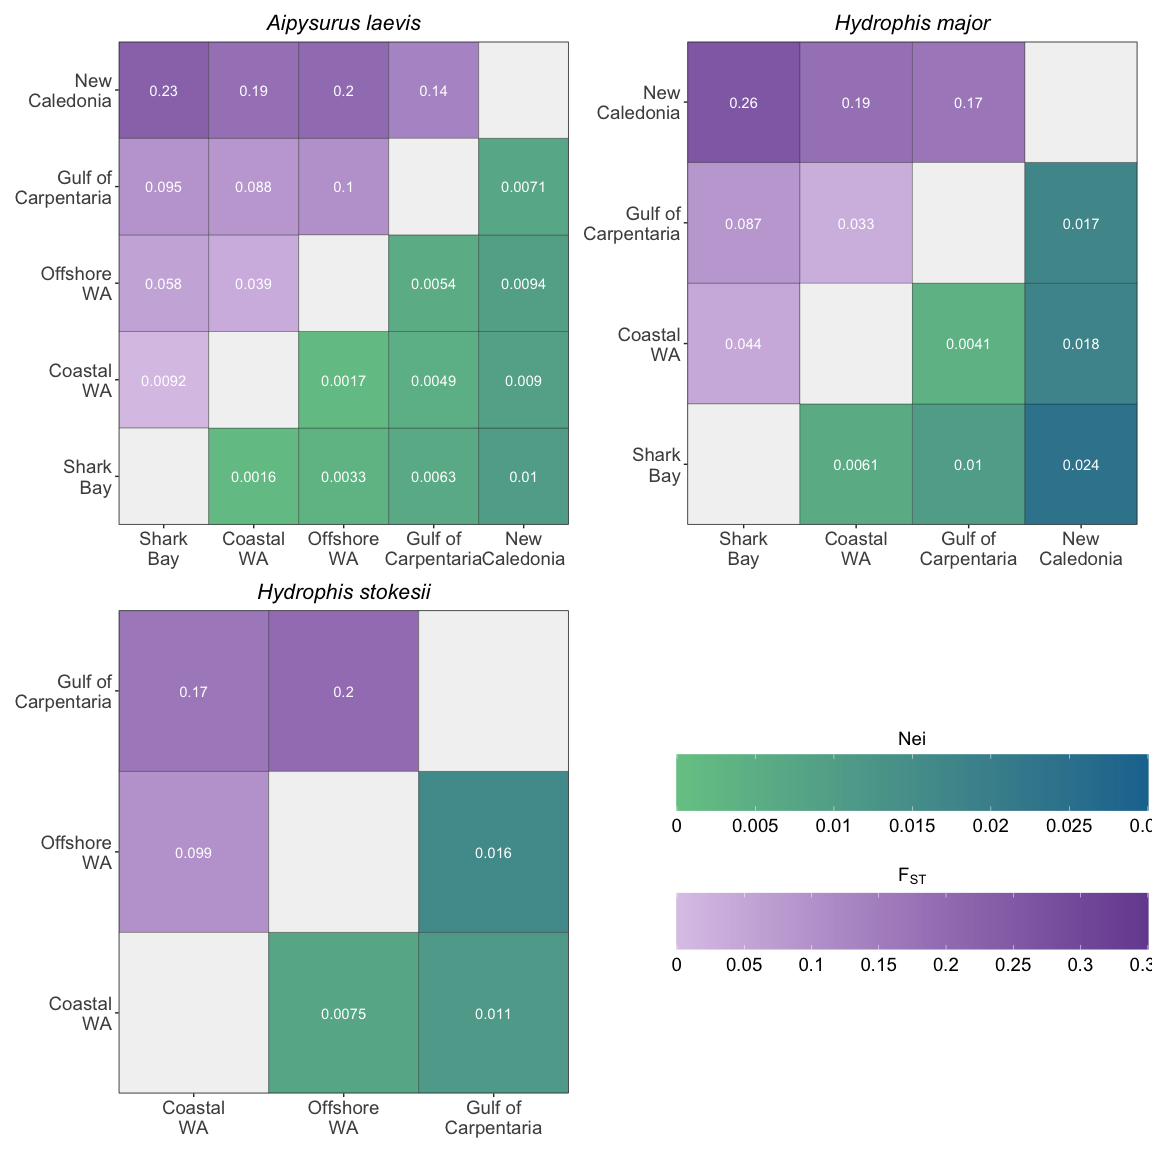 Aipysurus laevis
New
Caledonia
0.23 0.19 0.2 0.14
Gulf of
Carpentaria
0.095 0.088 0.1 0.0071
Offshore
WA
0.058 0.039 0.0054 0.0094
Coastal
WA
0.0092 0.0017 0.0049 0.009
Shark
Bay
0.0016 0.0033 0.0063 0.01
Shark Coastal Offshore Gulf of New
Bay WA WA Carpentaria Caledonia
Hydrophis major
New
Caledonia
0.26 0.19 0.17
Gulf of
Carpentaria
0.087 0.033 0.017
Coastal
WA
0.044 0.0041 0.018
Shark
Bay
0.0061 0.01 0.024
Shark Coastal Gulf of New
Bay WA Carpentaria Caledonia
Hydrophis stokesii
Gulf of
Carpentaria
0.17 0.2
Offshore
WA
0.099 0.016
Coastal
WA
0.0075 0.011
Coastal Offshore Gulf of
WA WA Carpentaria
Nei
0 0.005 0.01 0.015 0.02 0.025
FST
0 0.05 0.1 0.15 0.2 0.25 0.3